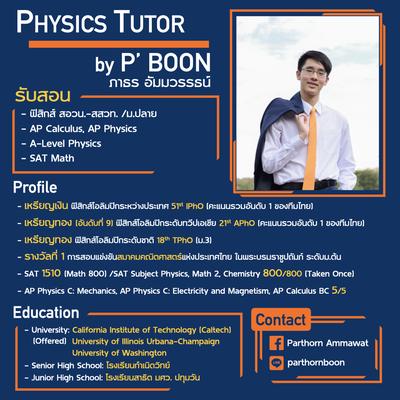 PHYSICS TUTOR
by P' BOON
ภาธร อัมมวรรธน์
รับสอน
- ฟิสิกส์ สอวน.-สสวท. /ม.ปลาย
- AP Calculus, AP Physics
- A-Level Physics
- SAT Math
Profile
- เหรียญเงิน ฟิสิกส์โอลิมปิกระหว่างประเทศ 51st IPhO (คะแนนรวมอันดับ 1 ของทีมไทย)
- เหรียญทอง (อันดับที่ 9) ฟิสิกส์โอลิมปิกระดับทวีปเอเชีย 21st APhO (คะแนนรวมอันดับ 1 ของทีมไทย)
- เหรียญทอง ฟิสิกส์โอลิมปิกระดับชาติ 18th TPhO (ม.3)
- รางวัลที่ 1 การสอบแข่งขันสมาคมคณิตศาสตร์แห่งประเทศไทย ในพระบรมราชูปถัมภ์ ระดับม.ต้น
- SAT 1510 (Math 800) /SAT Subject Physics, Math 2, Chemistry 800/800 (Taken Once)
- AP Physics C: Mechanics, AP Physics C: Electricity and Magnetism, AP Calculus BC 5/5
Education
- University: California Institute of Technology (Caltech)
(Offered) University of Illinois Urbana-Champaign
University of Washington
- Senior High School: โรงเรียนกำเนิดวิทย์
- Junior High School: โรงเรียนสาธิต มศว ปทุมวัน
Contact
Parthorn Ammawat
parthornboon